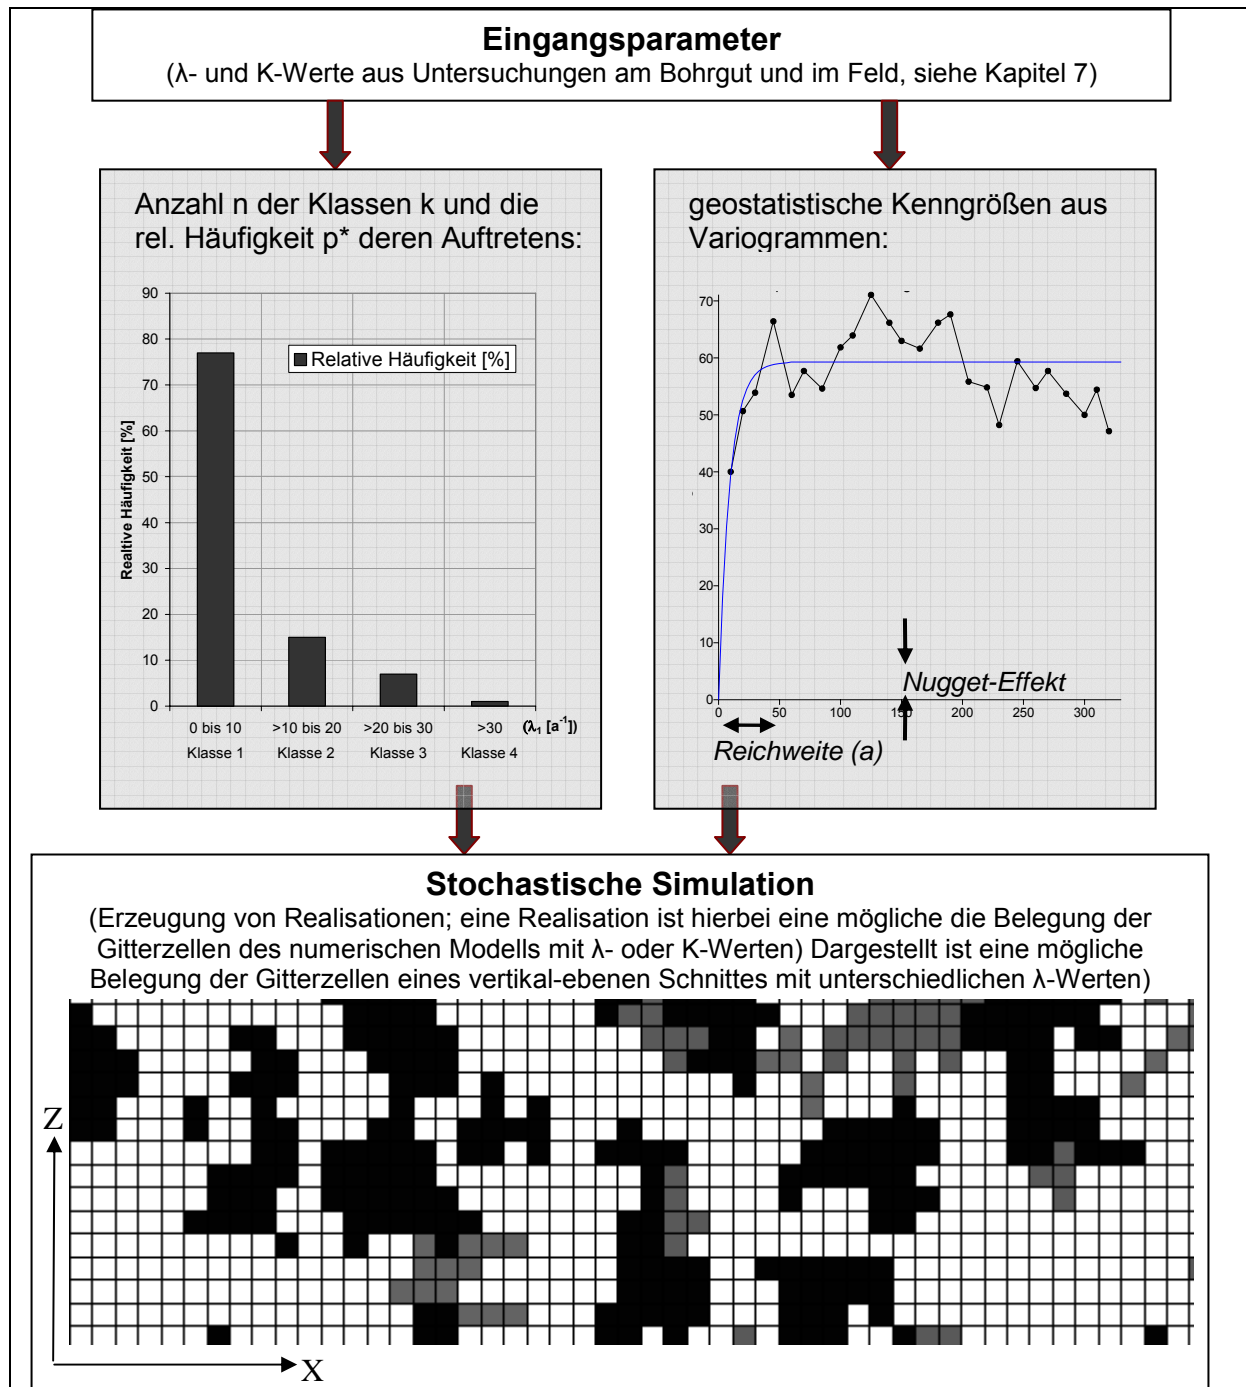 Eingangsparameter
(λ- und K-Werte aus Untersuchungen am Bohrgut und im Feld, siehe Kapitel 7)
Anzahl n der Klassen k und die
rel. Häufigkeit p* deren Auftretens:
90
80
70
60
50
40
30
20
10
0
Realtive Häufigkeit [%]
Relative Häufigkeit [%]
0 bis 10
>10 bis 20
>20 bis 30
>30
(λ₁ [a⁻¹])
Klasse 1
Klasse 2
Klasse 3
Klasse 4
geostatistische Kenngrößen aus
Variogrammen:
70
60
50
40
30
20
10
0
0
50
100
150
200
250
300
Nugget-Effekt
Reichweite (a)
Stochastische Simulation
(Erzeugung von Realisationen; eine Realisation ist hierbei eine mögliche die Belegung der
Gitterzellen des numerischen Modells mit λ- oder K-Werten) Dargestellt ist eine mögliche
Belegung der Gitterzellen eines vertikal-ebenen Schnittes mit unterschiedlichen λ-Werten)
Z
X